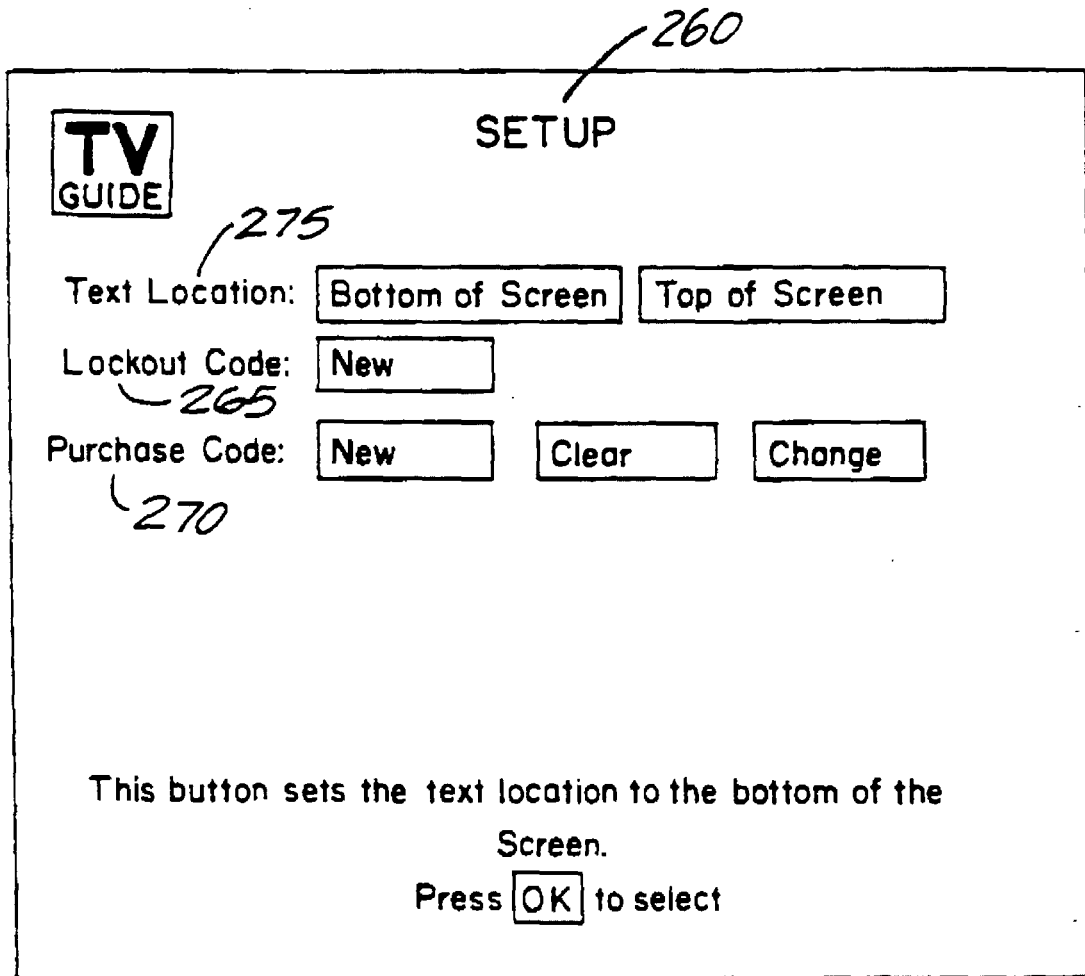 260
TV
GUIDE
SETUP
275
Text Location: Bottom of Screen Top of Screen
Lockout Code: New
265
Purchase Code: New Clear Change
270
This button sets the text location to the bottom of the
Screen.
Press OK to select